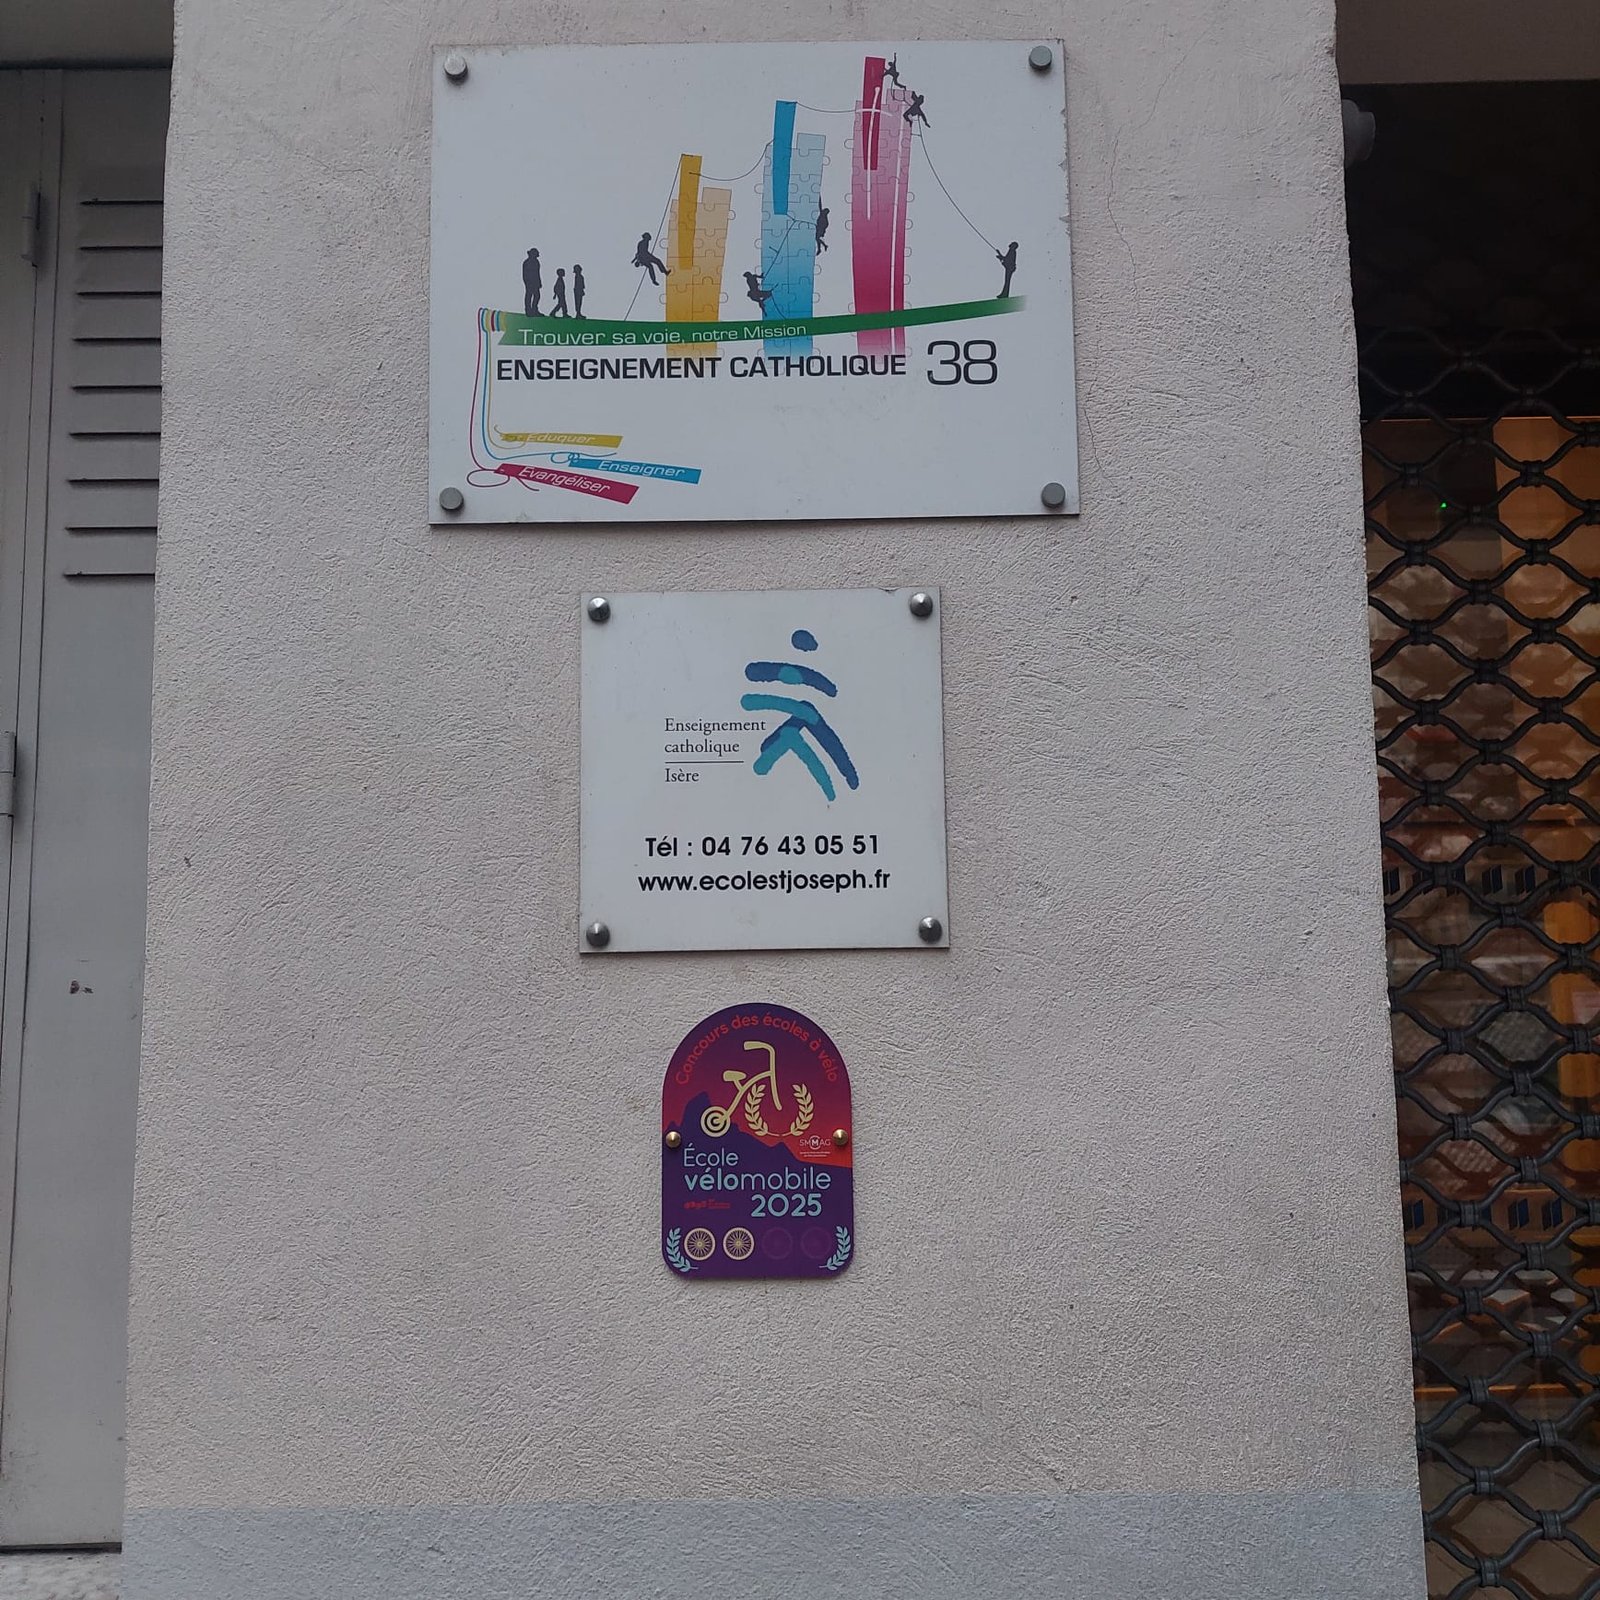 Trouver sa voie, notre Mission
ENSEIGNEMENT CATHOLIQUE 38
Eduquer
Enseigner
Evangéliser
Enseignement
catholique
Isère
Tél : 04 76 43 05 51
www.ecolestjoseph.fr
Concours des écoles à vélo
SMMAG
École
vélomobile
2025